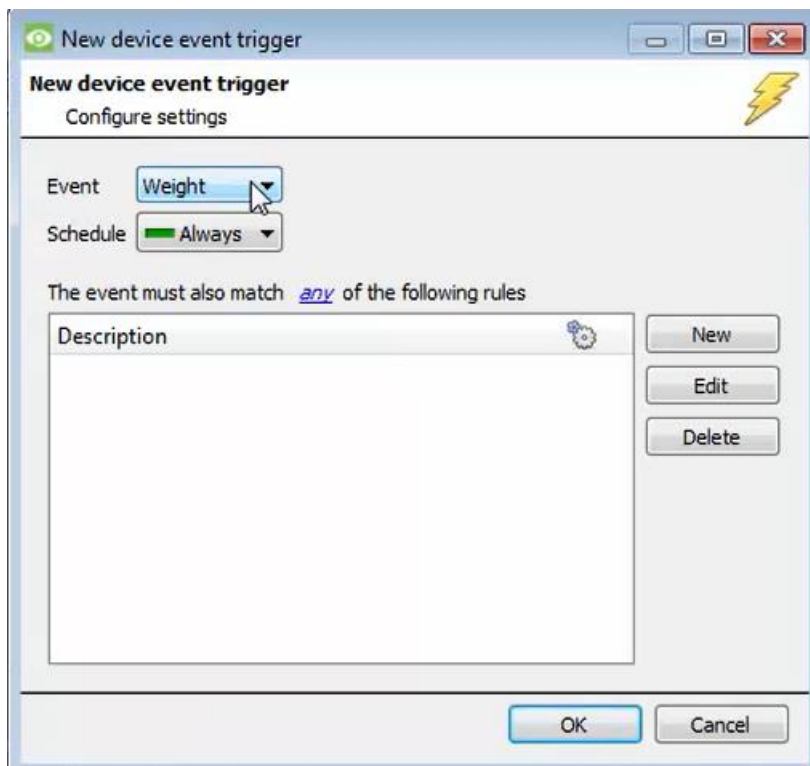 New device event trigger
New device event trigger
Configure settings
Event Weight
Schedule Always
The event must also match any of the following rules
Description
New
Edit
Delete
OK Cancel